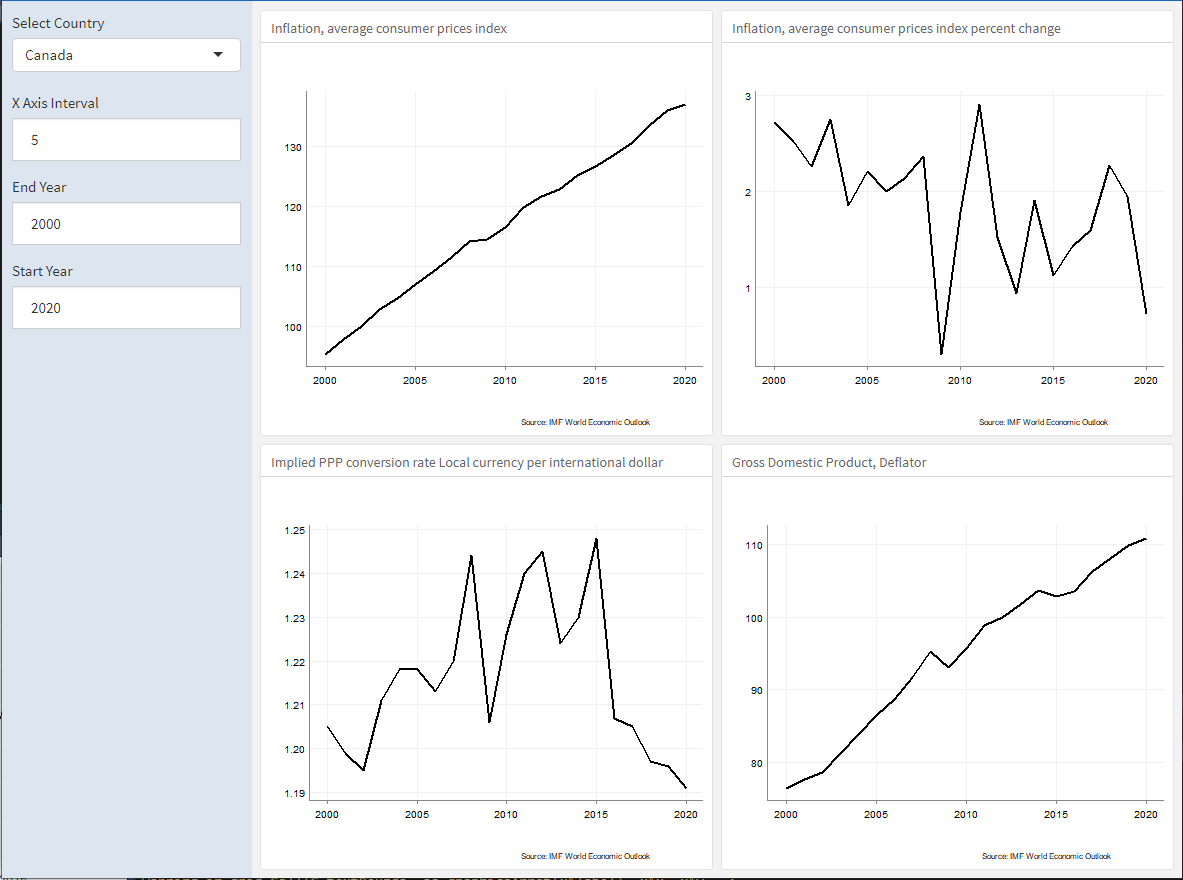 Select Country
Canada
X Axis Interval
5
End Year
2000
Start Year
2020
Inflation, average consumer prices index
130
120
110
100
2000 2005 2010 2015 2020
Source: IMF World Economic Outlook
Inflation, average consumer prices index percent change
3
2
1
2000 2005 2010 2015 2020
Source: IMF World Economic Outlook
Implied PPP conversion rate Local currency per international dollar
1.25
1.24
1.23
1.22
1.21
1.20
1.19
2000 2005 2010 2015 2020
Source: IMF World Economic Outlook
Gross Domestic Product, Deflator
110
100
90
80
2000 2005 2010 2015 2020
Source: IMF World Economic Outlook